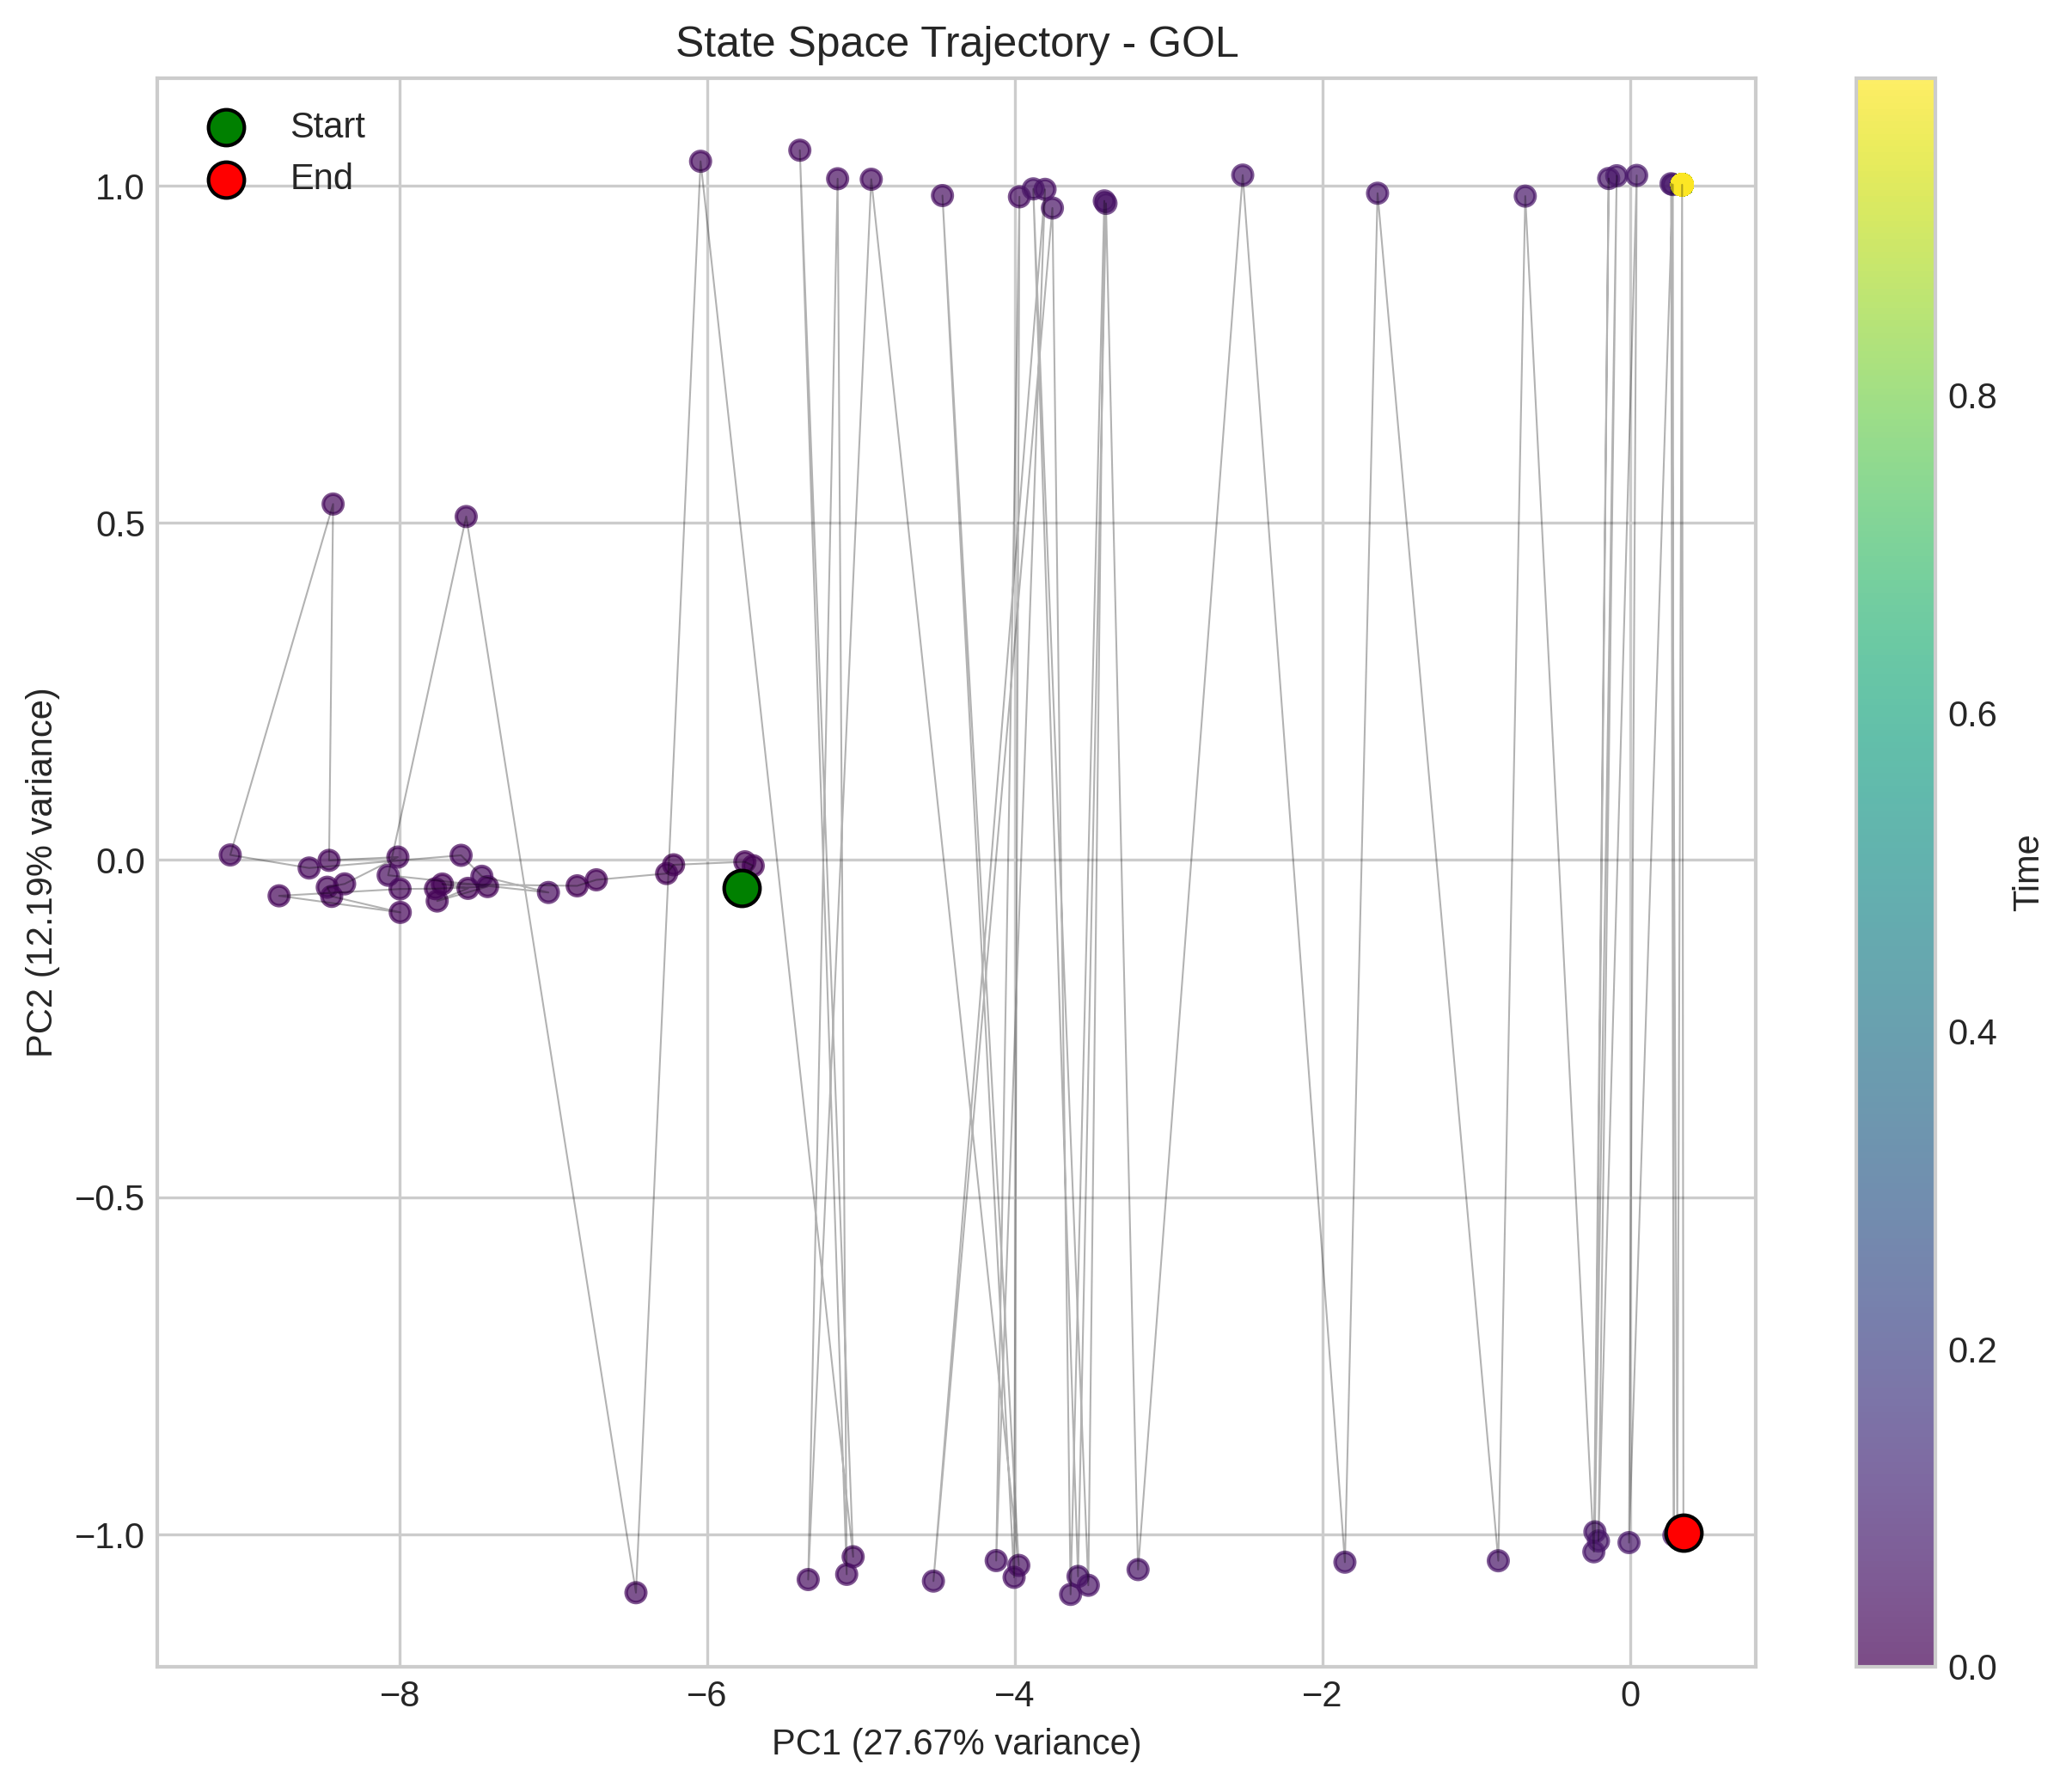 State Space Trajectory - GOL
Start
End
1.0
0.5
0.0
−0.5
−1.0
PC2 (12.19% variance)
−8
−6
−4
−2
0
PC1 (27.67% variance)
0.8
0.6
0.4
0.2
0.0
Time